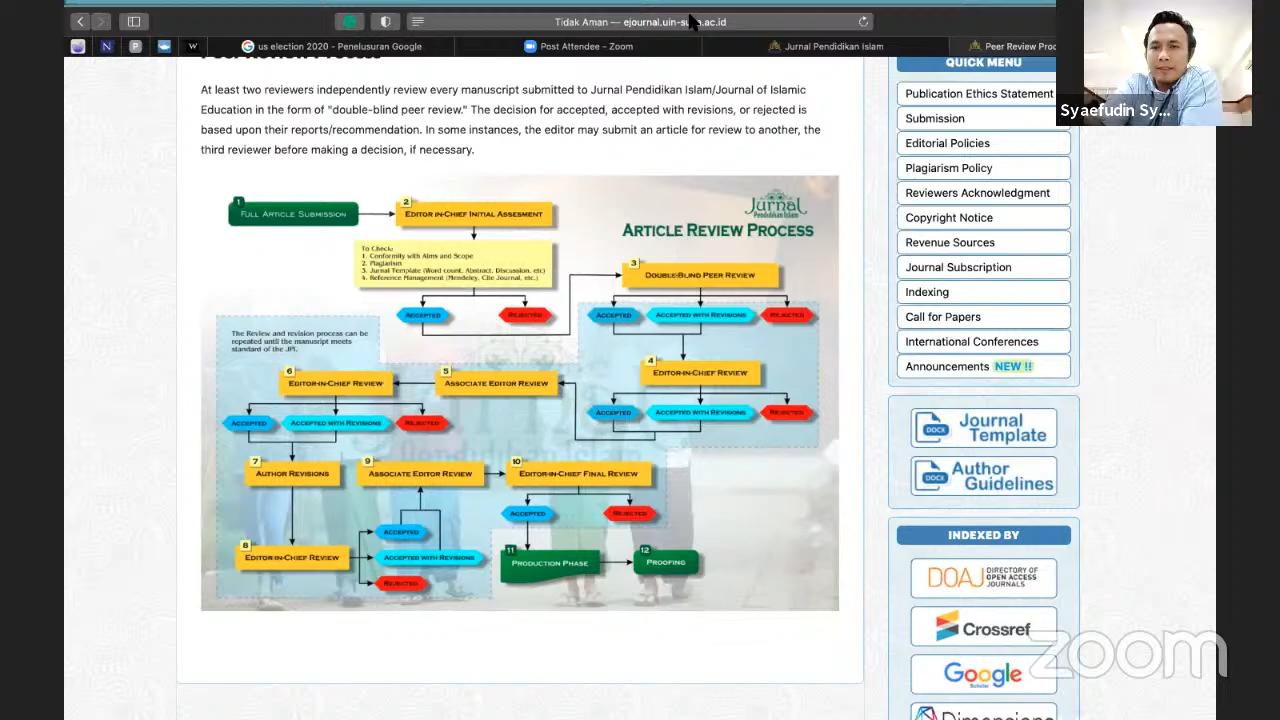 Tidak Aman — ejournal.uin-su
.ac.id
W
us election 2020 - Penelusuran Google
Post Attendee - Zoom
Jurnal Pendidikan Islam
Peer Review Proc
Syaefudin Sy...
Peer Review Process
At least two reviewers independently review every manuscript submitted to Jurnal Pendidikan Islam/Journal of Islamic
Education in the form of "double-blind peer review." The decision for accepted, accepted with revisions, or rejected is
based upon their reports/recommendation. In some instances, the editor may submit an article for review to another, the
third reviewer before making a decision, if necessary.
Jurnal
Pendidikan Islam
ARTICLE REVIEW PROCESS
1
FULL ARTICLE SUBMISSION
2
EDITOR IN-CHIEF INITIAL ASSESMENT
To Check:
1. Conformity with Aims and Scope
2. Plagiarism
3. Jurnal Template (Word count, Abstract, Discussion, etc)
4. Reference Management (Mendeley, Cite Journal, etc.)
ACCEPTED
REJECTED
3
DOUBLE-BLIND PEER REVIEW
ACCEPTED
ACCEPTED WITH REVISIONS
REJECTED
The Review and revision process can be
repeated until the manuscript meets
standard of the JPI.
4
EDITOR-IN-CHIEF REVIEW
ACCEPTED
ACCEPTED WITH REVISIONS
REJECTED
5
ASSOCIATE EDITOR REVIEW
6
EDITOR-IN-CHIEF REVIEW
ACCEPTED
ACCEPTED WITH REVISIONS
REJECTED
7
AUTHOR REVISIONS
8
EDITOR-IN-CHIEF REVIEW
ACCEPTED
ACCEPTED WITH REVISIONS
REJECTED
9
ASSOCIATE EDITOR REVIEW
10
EDITOR-IN-CHIEF FINAL REVIEW
ACCEPTED
REJECTED
11
PRODUCTION PHASE
12
PROOFING
QUICK MENU
Publication Ethics Statement
Submission
Editorial Policies
Plagiarism Policy
Reviewers Acknowledgment
Copyright Notice
Revenue Sources
Journal Subscription
Indexing
Call for Papers
International Conferences
Announcements NEW !!
DOCX
Journal
Template
DOCX
Author
Guidelines
INDEXED BY
DOAJ DIRECTORY OF
OPEN ACCESS
JOURNALS
Crossref
Google
Scholar
Dimensions
zoom